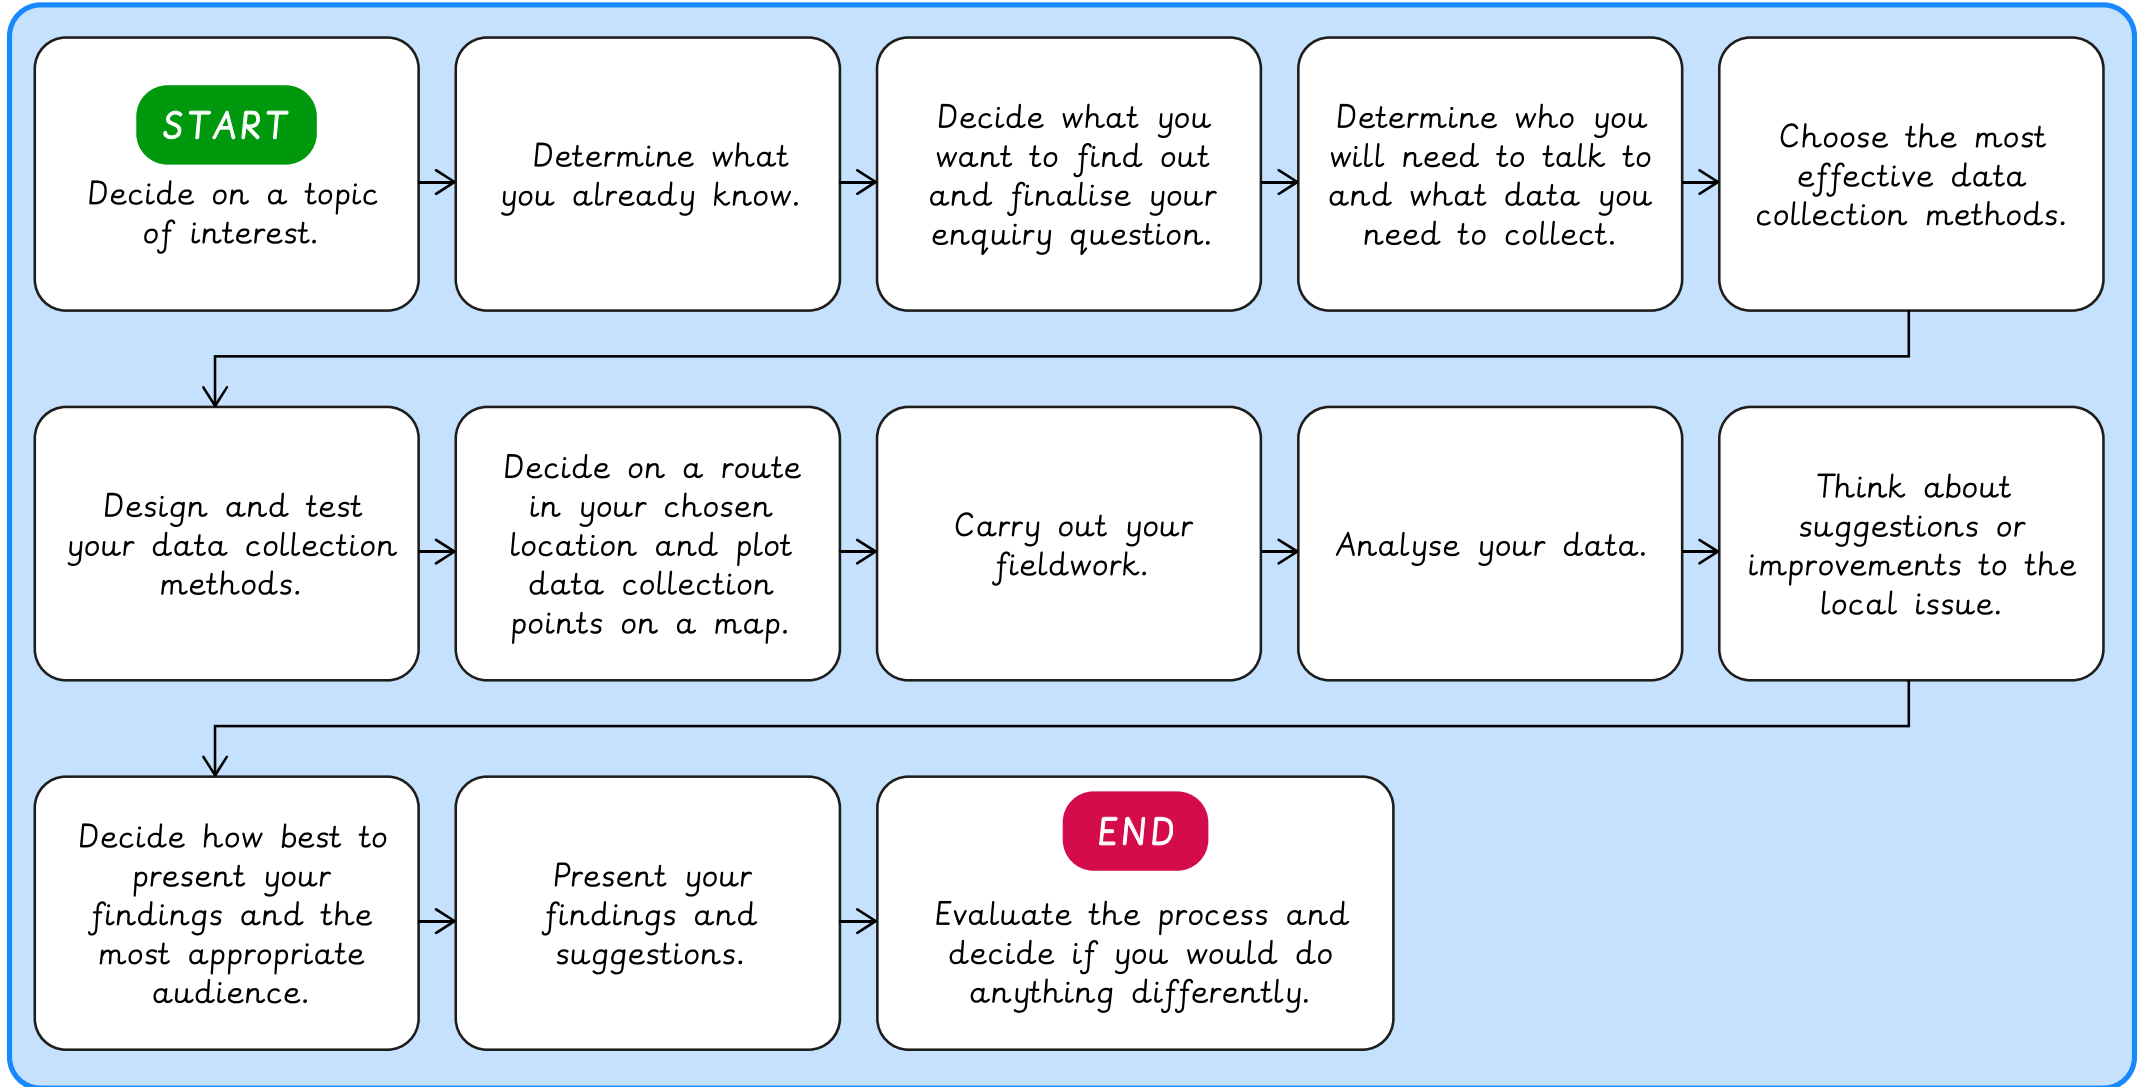 START
Decide on a topic
of interest.
Determine what
you already know.
Decide what you
want to find out
and finalise your
enquiry question.
Determine who you
will need to talk to
and what data you
need to collect.
Choose the most
effective data
collection methods.
Design and test
your data collection
methods.
Decide on a route
in your chosen
location and plot
data collection
points on a map.
Carry out your
fieldwork.
Analyse your data.
Think about
suggestions or
improvements to the
local issue.
Decide how best to
present your
findings and the
most appropriate
audience.
Present your
findings and
suggestions.
END
Evaluate the process and
decide if you would do
anything differently.